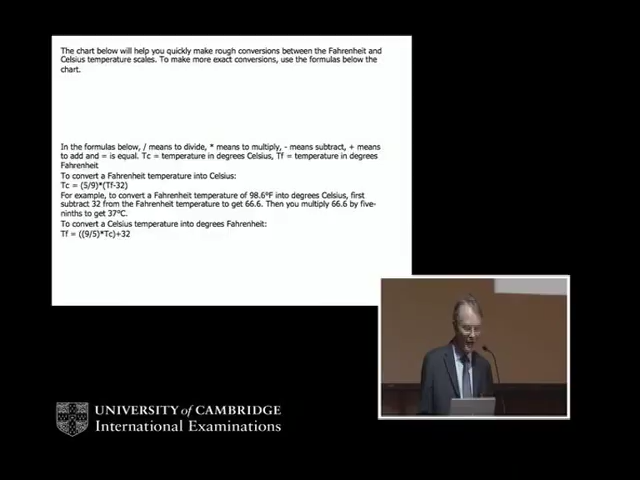 The chart below will help you quickly make rough conversions between the Fahrenheit and
Celsius temperature scales. To make more exact conversions, use the formulas below the
chart.
In the formulas below, / means to divide, * means to multiply, - means subtract, + means
to add and = is equal. Tc = temperature in degrees Celsius, Tf = temperature in degrees
Fahrenheit
To convert a Fahrenheit temperature into Celsius:
Tc = (5/9)*(Tf-32)
For example, to convert a Fahrenheit temperature of 98.6°F into degrees Celsius, first
subtract 32 from the Fahrenheit temperature to get 66.6. Then you multiply 66.6 by five-
ninths to get 37°C.
To convert a Celsius temperature into degrees Fahrenheit:
Tf = ((9/5)*Tc)+32
UNIVERSITY of CAMBRIDGE
International Examinations